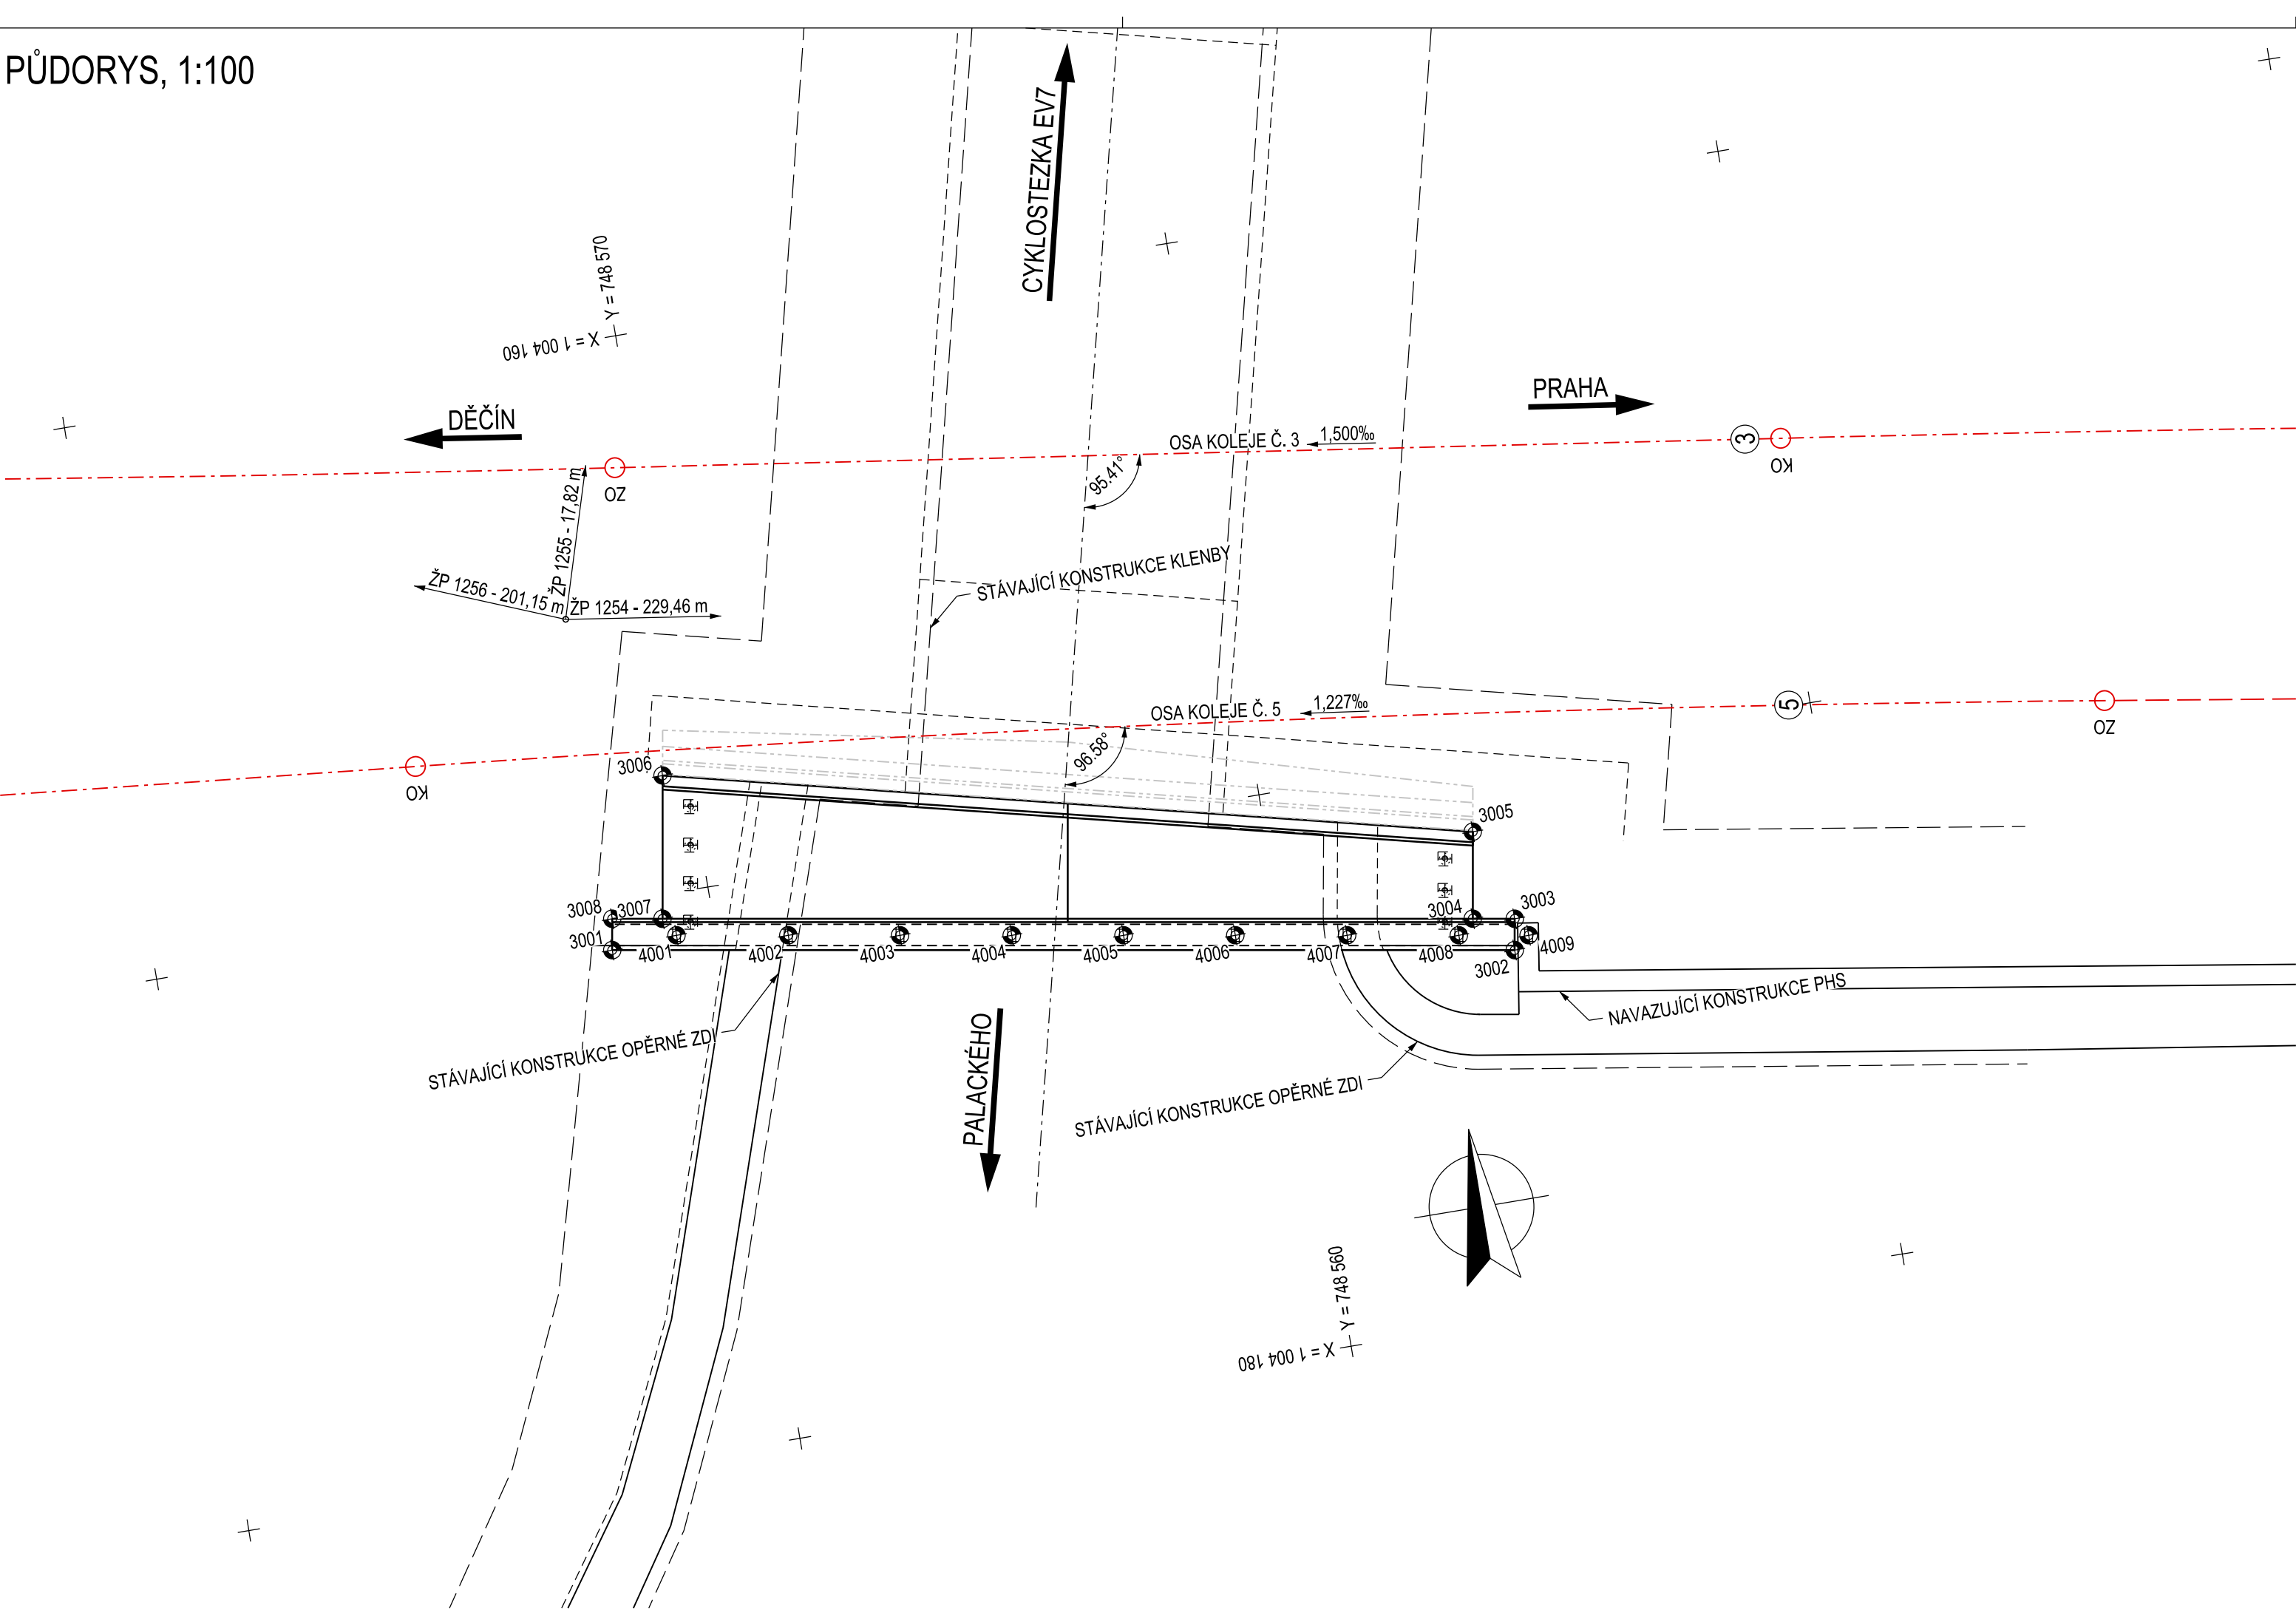 PŮDORYS, 1:100
CYKLOSTEZKA EV7
Y = 748 570
X = 1 004 160
DĚČÍN
PRAHA
OSA KOLEJE Č. 3
1,500‰
3
KO
ZO
95.41°
ŽP 1255 - 17,82 m
ŽP 1256 - 201,15 m
ŽP 1254 - 229,46 m
STÁVAJÍCÍ KONSTRUKCE KLENBY
OSA KOLEJE Č. 5
1,227‰
5
ZO
KO
96.58°
3006
3005
3008
3007
3004
3003
3001
4001
4002
4003
4004
4005
4006
4007
4008
3002
4009
NAVAZUJÍCÍ KONSTRUKCE PHS
STÁVAJÍCÍ KONSTRUKCE OPĚRNÉ ZDI
PALACKÉHO
STÁVAJÍCÍ KONSTRUKCE OPĚRNÉ ZDI
Y = 748 560
X = 1 004 180